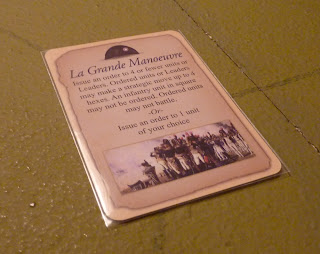 La Grande Manoeuvre
Issue an order to 4 or fewer units or
Leaders. Ordered units or Leaders
may make a strategic move up to 4
hexes. An infantry unit in square
may not be ordered. Ordered units
may not battle.
-Or-
Issue an order to 1 unit
of your choice